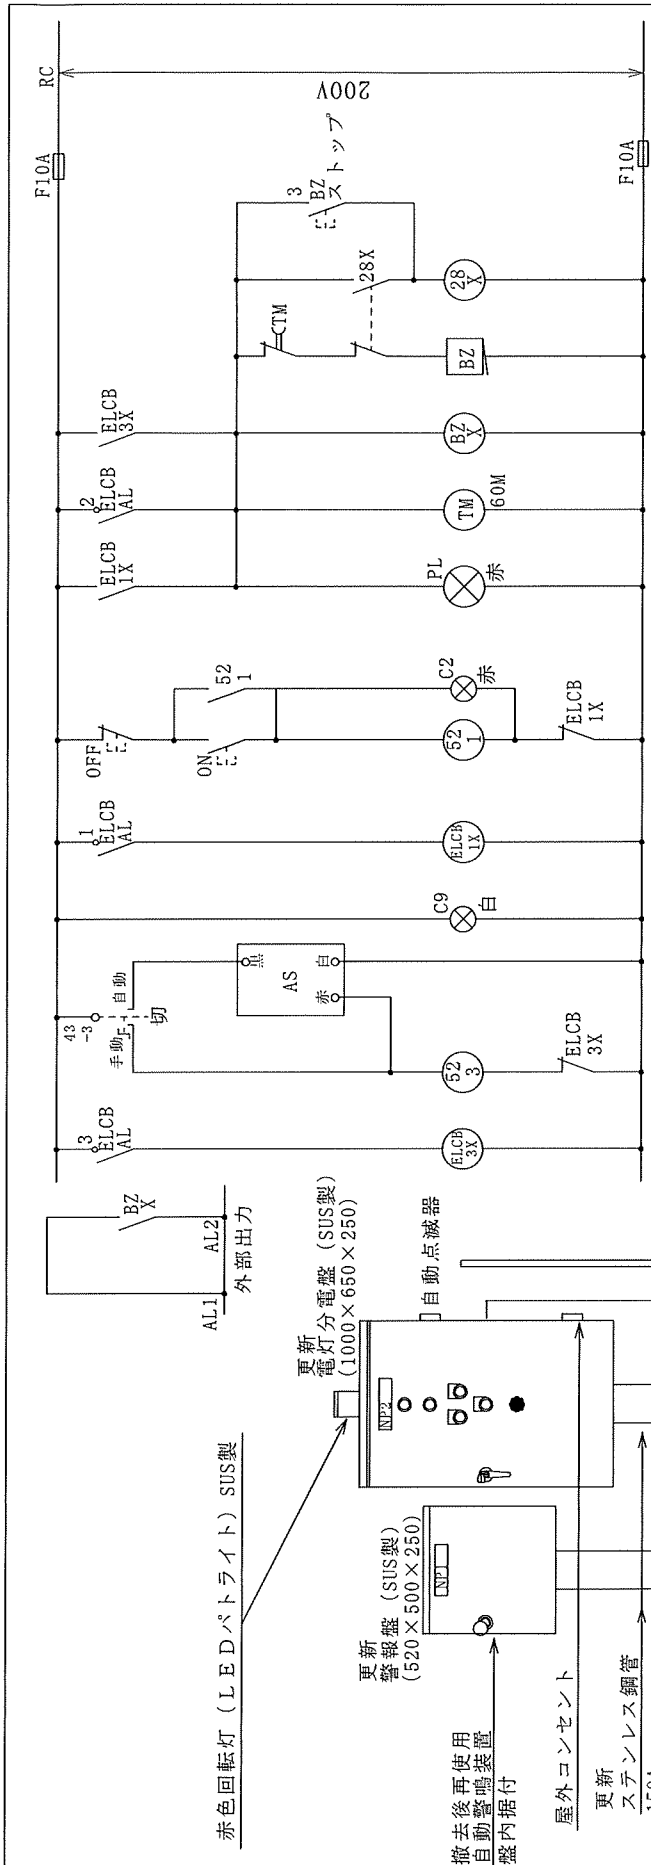 RC
F10A
200V
F10A
3
BZ
ストップ
28X
28
X
TM
BZ
ELCB
3X
BZ
X
2
ELCB
AL
TM
60M
ELCB
1X
PL
赤
OFF
ON
52
1
C2
赤
52
1
ELCB
1X
1
ELCB
AL
ELCB
1X
C9
白
43
-3
自動
手動
切
黒
AS
赤
白
52
3
ELCB
3X
3
ELCB
AL
ELCB
3X
BZ
X
AL1
AL2
外部出力
赤色回転灯(LEDパトライト)SUS製
更新
電灯分電盤(SUS製)
(1000×650×250)
自動点滅器
NP2
更新
警報盤(SUS製)
(520×500×250)
NP1
撤去後再使用
自動警鳴装置
盤内据付
屋外コンセント
更新
ステンレス鋼管
150A